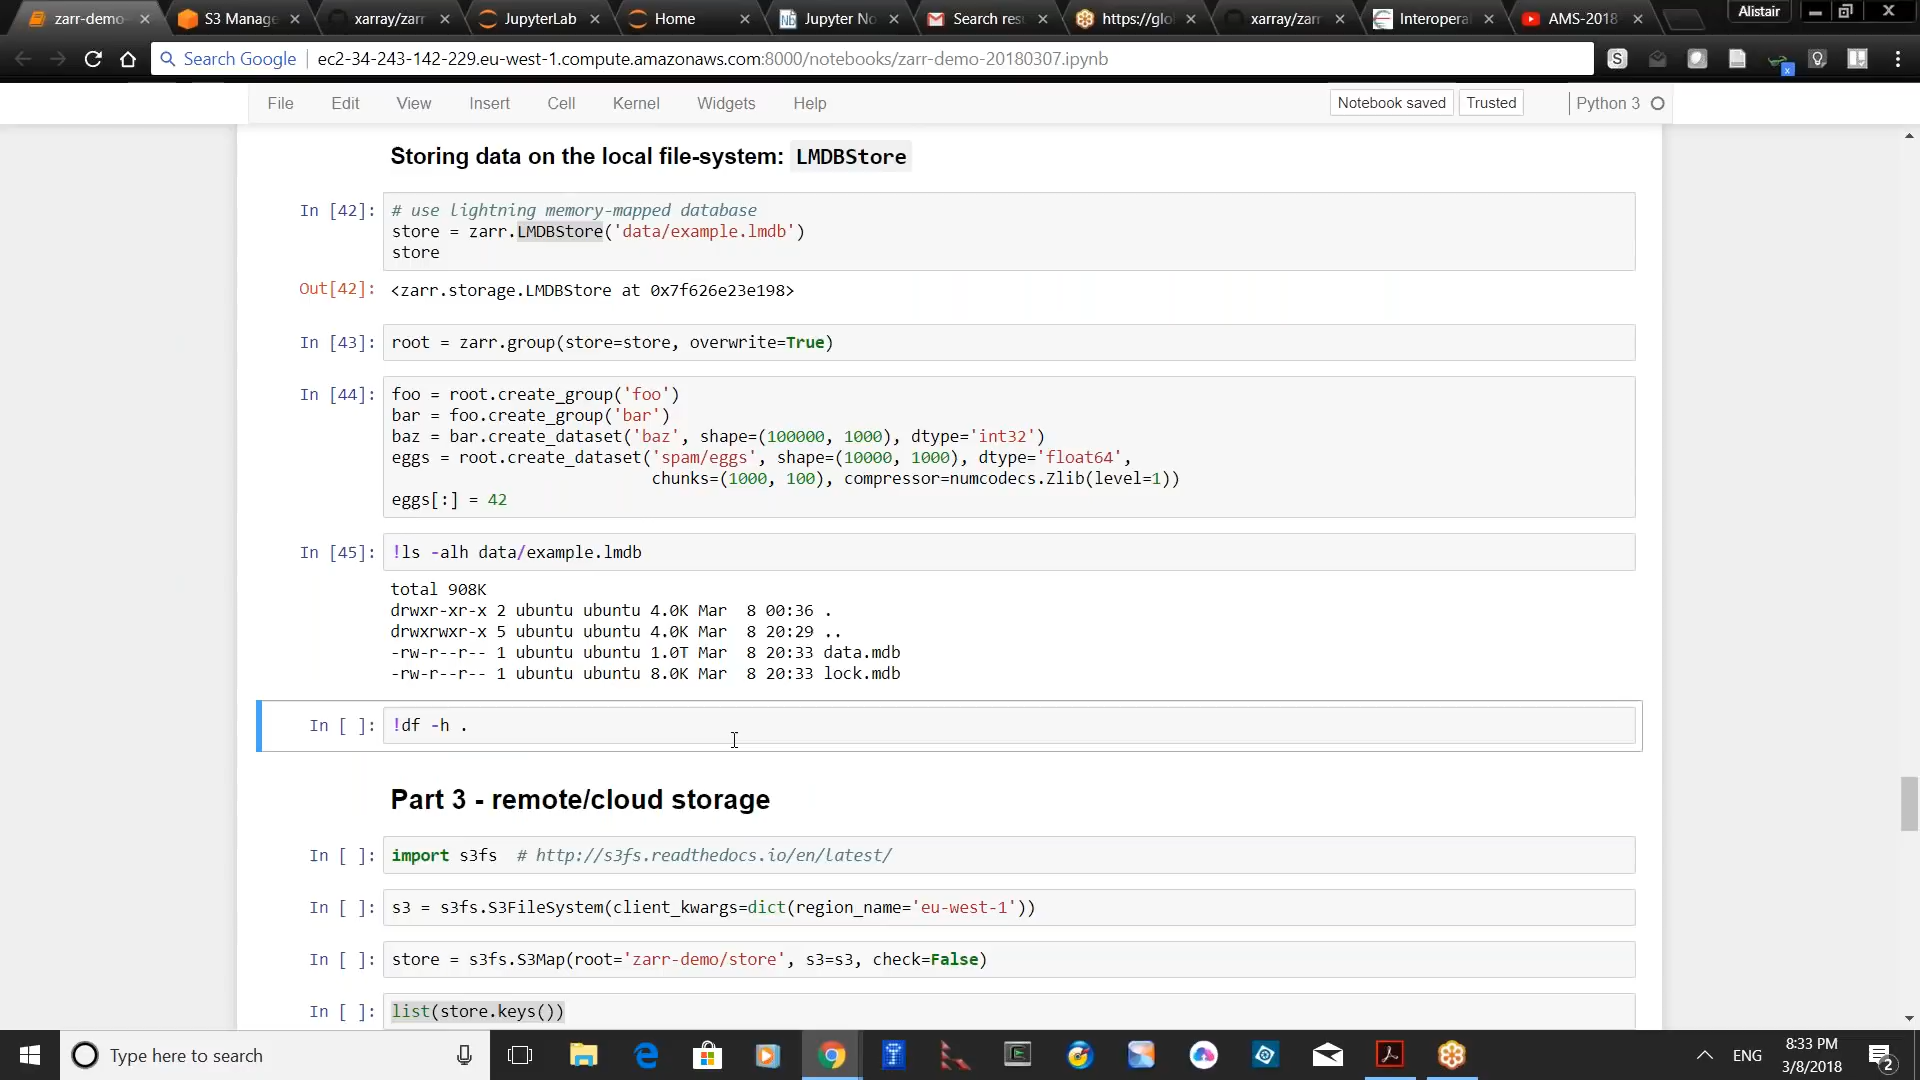 zarr-demo-
S3 Manage
xarray/zarr
JupyterLab
Home
Jupyter No
Search res
https://glo
xarray/zarr
Interopera
AMS-2018
Alistair
Search Google
ec2-34-243-142-229.eu-west-1.compute.amazonaws.com:8000/notebooks/zarr-demo-20180307.ipynb
File Edit View Insert Cell Kernel Widgets Help
Notebook saved Trusted Python 3
Storing data on the local file-system: LMDBStore
In [42]: # use lightning memory-mapped database
store = zarr.LMDBStore('data/example.lmdb')
store
Out[42]: <zarr.storage.LMDBStore at 0x7f626e23e198>
In [43]: root = zarr.group(store=store, overwrite=True)
In [44]: foo = root.create_group('foo')
bar = foo.create_group('bar')
baz = bar.create_dataset('baz', shape=(100000, 1000), dtype='int32')
eggs = root.create_dataset('spam/eggs', shape=(10000, 1000), dtype='float64',
chunks=(1000, 100), compressor=numcodecs.Zlib(level=1))
eggs[:] = 42
In [45]: !ls -alh data/example.lmdb
total 908K
drwxr-xr-x 2 ubuntu ubuntu 4.0K Mar  8 00:36 .
drwxrwxr-x 5 ubuntu ubuntu 4.0K Mar  8 20:29 ..
-rw-r--r-- 1 ubuntu ubuntu 1.0T Mar  8 20:33 data.mdb
-rw-r--r-- 1 ubuntu ubuntu 8.0K Mar  8 20:33 lock.mdb
In [ ]: !df -h .
Part 3 - remote/cloud storage
In [ ]: import s3fs  # http://s3fs.readthedocs.io/en/latest/
In [ ]: s3 = s3fs.S3FileSystem(client_kwargs=dict(region_name='eu-west-1'))
In [ ]: store = s3fs.S3Map(root='zarr-demo/store', s3=s3, check=False)
In [ ]: list(store.keys())
Type here to search
ENG
8:33 PM
3/8/2018
2